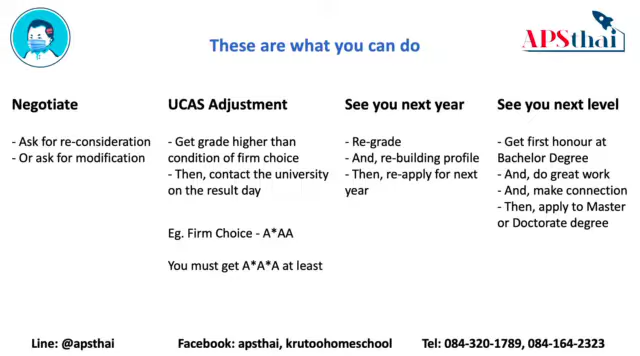 APSthai
These are what you can do
Negotiate
- Ask for re-consideration
- Or ask for modification
UCAS Adjustment
- Get grade higher than
condition of firm choice
- Then, contact the university
on the result day
Eg. Firm Choice - A*AA
You must get A*A*A at least
See you next year
- Re-grade
- And, re-building profile
- Then, re-apply for next
year
See you next level
- Get first honour at
Bachelor Degree
- And, do great work
- And, make connection
- Then, apply to Master
or Doctorate degree
Line: @apsthai
Facebook: apsthai, krutoohomeschool
Tel: 084-320-1789, 084-164-2323